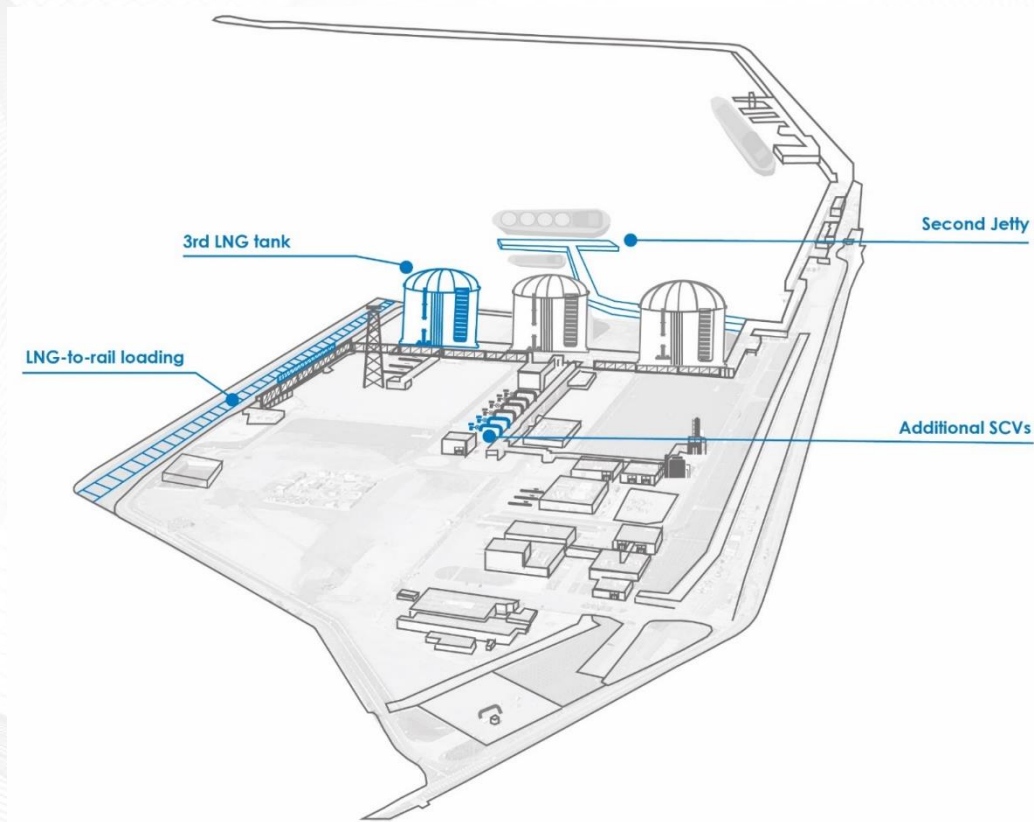 Second Jetty
3rd LNG tank
LNG-to-rail loading
Additional SCVs